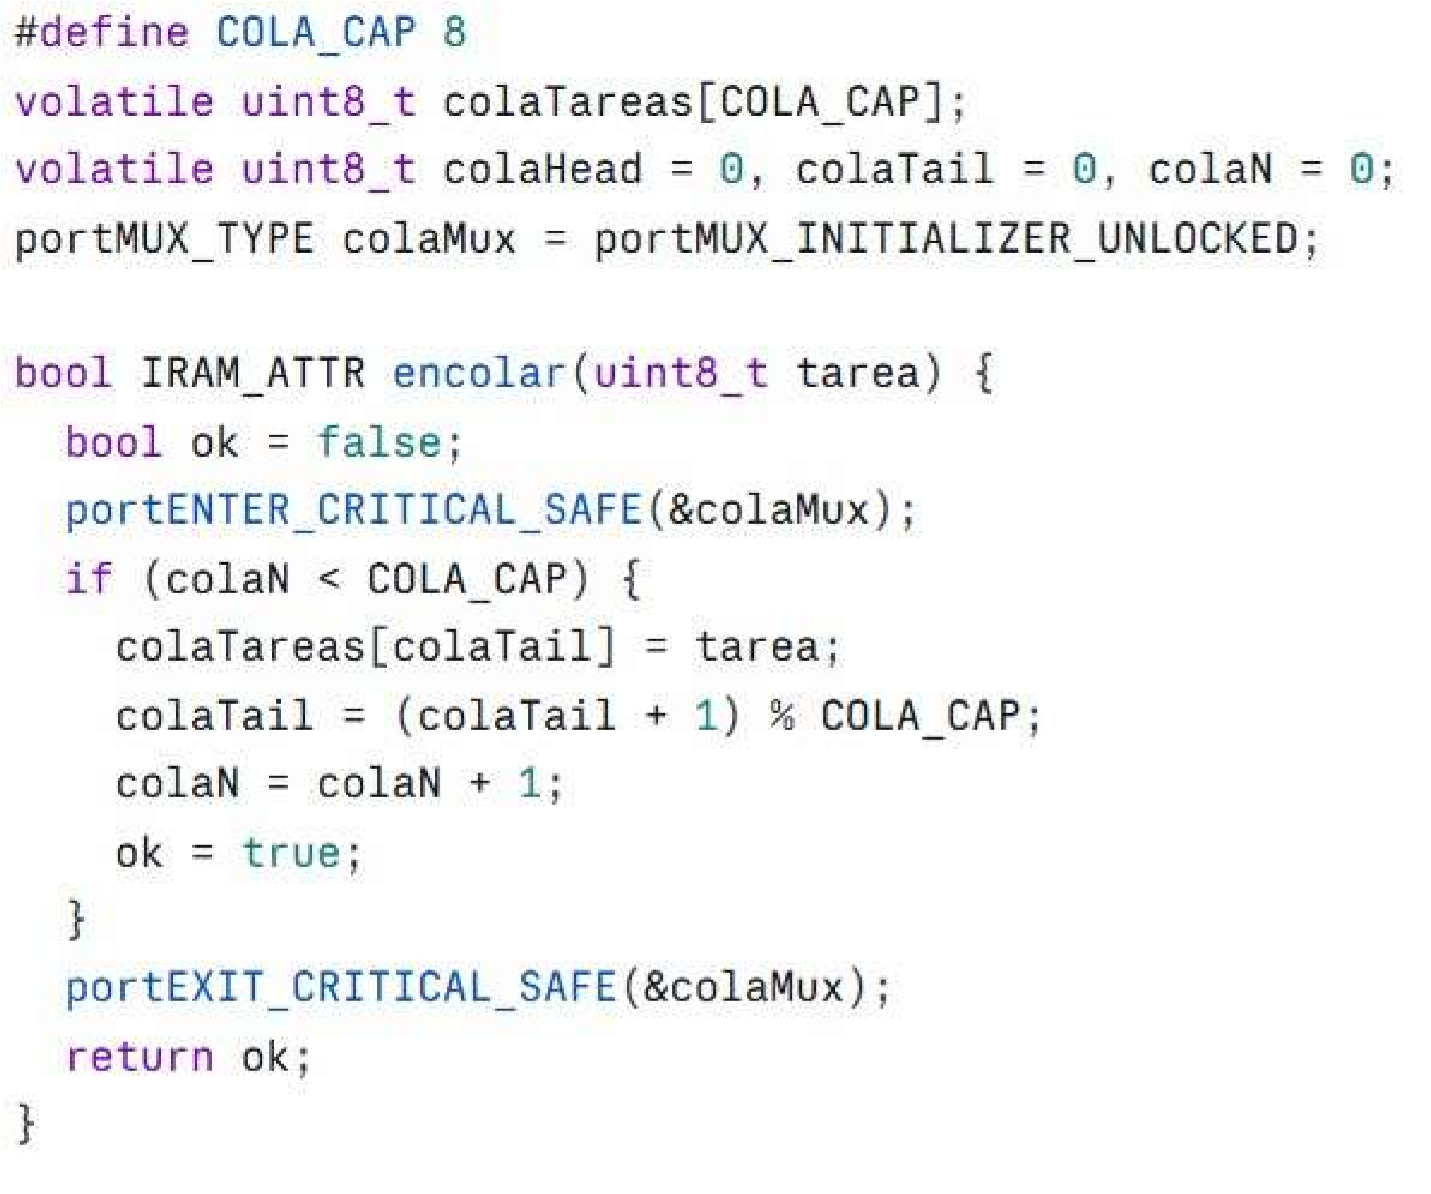 #define COLA_CAP 8
volatile uint8_t colaTareas[COLA_CAP];
volatile uint8_t colaHead = 0, colaTail = 0, colaN = 0;
portMUX_TYPE colaMux = portMUX_INITIALIZER_UNLOCKED;

bool IRAM_ATTR encolar(uint8_t tarea) {
  bool ok = false;
  portENTER_CRITICAL_SAFE(&colaMux);
  if (colaN < COLA_CAP) {
    colaTareas[colaTail] = tarea;
    colaTail = (colaTail + 1) % COLA_CAP;
    colaN = colaN + 1;
    ok = true;
  }
  portEXIT_CRITICAL_SAFE(&colaMux);
  return ok;
}